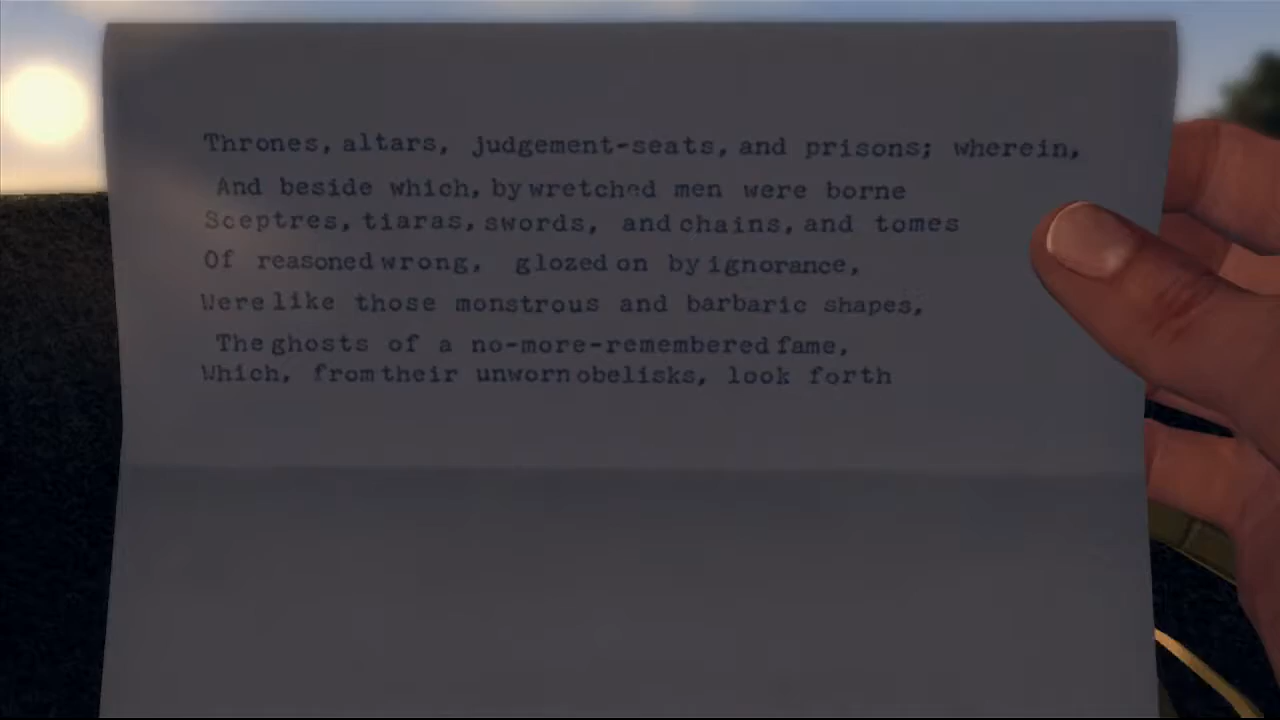 Thrones, altars, judgement-seats, and prisons; wherein,
And beside which, by wretched men were borne
Sceptres, tiaras, swords, and chains, and tomes
Of reasoned wrong, glozed on by ignorance,
Were like those monstrous and barbaric shapes,
The ghosts of a no-more-remembered fame,
Which, from their unworn obelisks, look forth